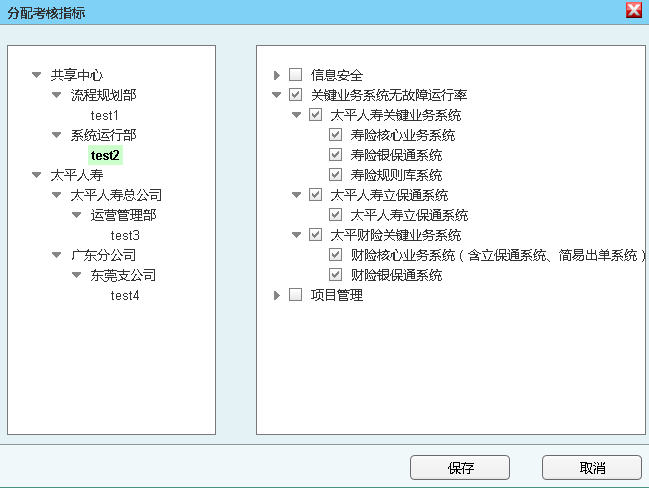 分配考核指标
共享中心
流程规划部
test1
系统运行部
test2
太平人寿
太平人寿总公司
运营管理部
test3
广东分公司
东莞支公司
test4
信息安全
关键业务系统无故障运行率
太平人寿关键业务系统
寿险核心业务系统
寿险银保通系统
寿险规则库系统
太平人寿立保通系统
太平人寿立保通系统
太平财险关键业务系统
财险核心业务系统（含立保通系统、简易出单系统）
财险银保通系统
项目管理
保存
取消